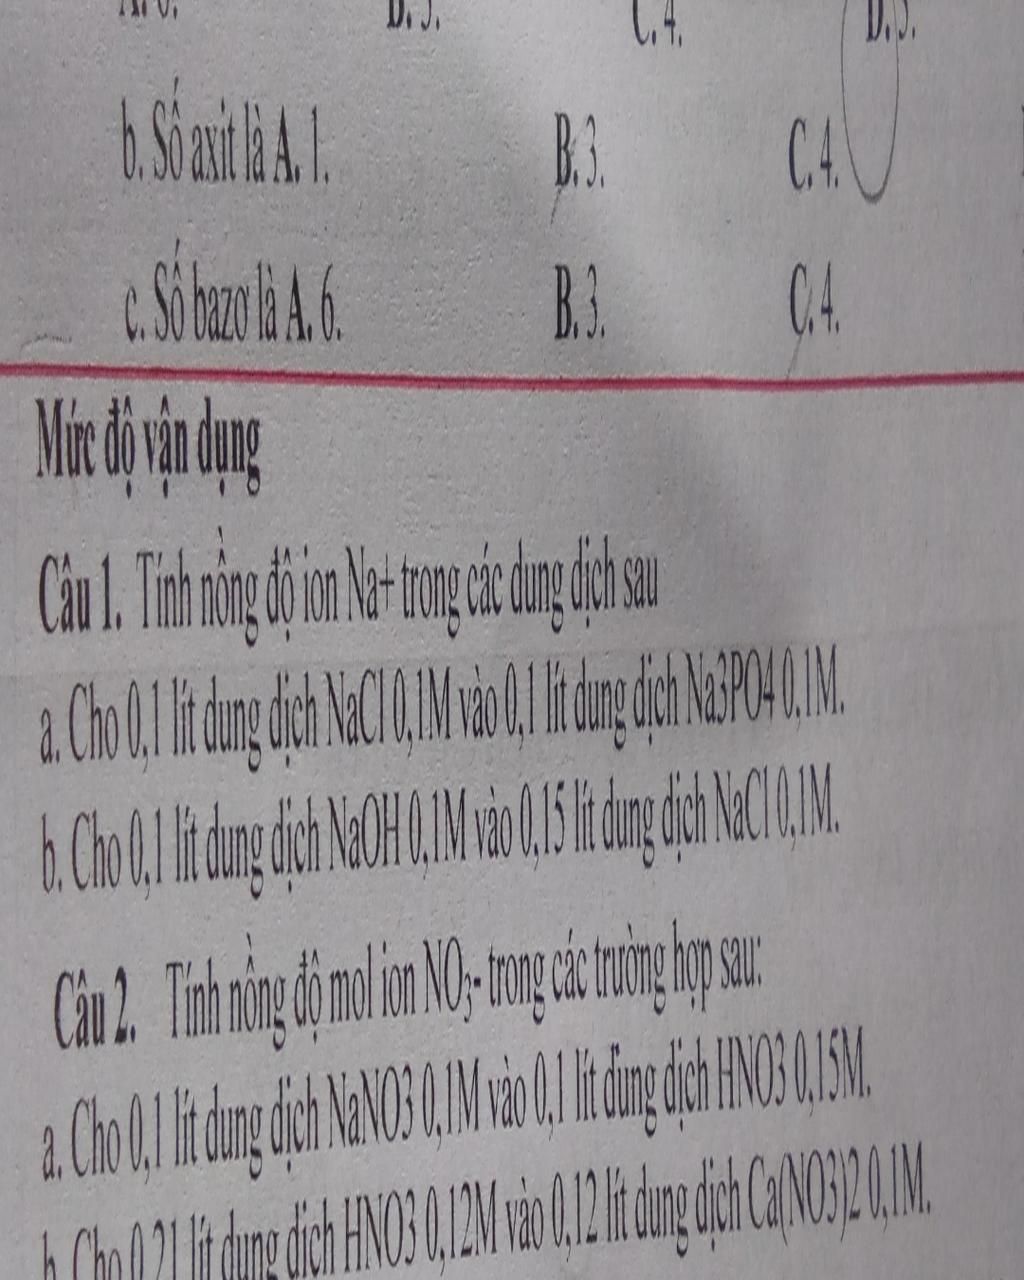 A. 6. B. 5. C. 4. D. 3.
b. Số axit là A. 1. B. 3. C. 4.
c. Số bazơ là A. 6. B. 3. C. 4.
Mức độ vận dụng
Câu 1. Tính nồng độ ion Na+ trong các dung dịch sau
a. Cho 0,1 lít dung dịch NaCl 0,1M vào 0,1 lít dung dịch Na3PO4 0,1M.
b. Cho 0,1 lít dung dịch NaOH 0,1M vào 0,15 lít dung dịch NaCl 0,1M.
Câu 2. Tính nồng độ mol ion NO₃- trong các trường hợp sau:
a. Cho 0,1 lít dung dịch NaNO3 0,1M vào 0,1 lít dung dịch HNO3 0,15M.
b. Cho 0,21 lít dung dịch HNO3 0,12M vào 0,12 lít dung dịch Ca(NO3)2 0,1M.